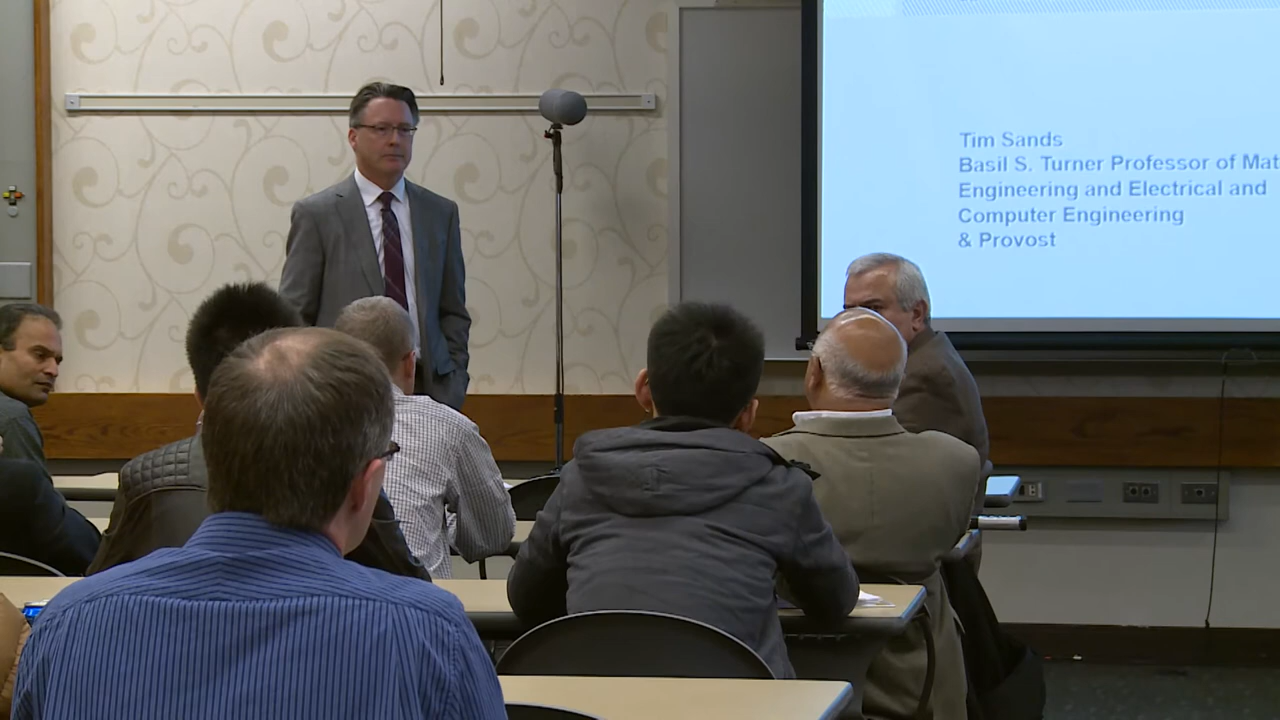 Tim Sands
Basil S. Turner Professor of Mat
Engineering and Electrical and
Computer Engineering
& Provost